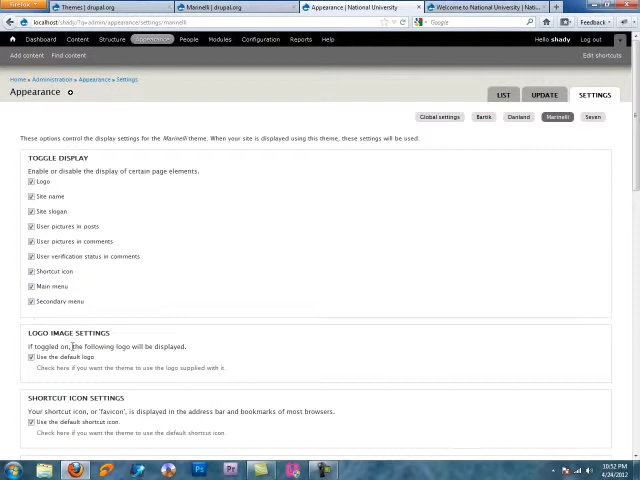 Firefox
Themes | drupal.org
Marinelli | drupal.org
Appearance | National University
Welcome to National University | Nati...
localhost/shady/?q=admin/appearance/settings/marinelli
Google
Feedback
Dashboard Content Structure Appearance People Modules Configuration Reports Help
Hello shady Log out
Add content Find content
Edit shortcuts
Home » Administration » Appearance » Settings
Appearance
LIST UPDATE SETTINGS
Global settings Bartik Danland Marinelli Seven
These options control the display settings for the Marinelli theme. When your site is displayed using this theme, these settings will be used.
TOGGLE DISPLAY
Enable or disable the display of certain page elements.
Logo
Site name
Site slogan
User pictures in posts
User pictures in comments
User verification status in comments
Shortcut icon
Main menu
Secondary menu
LOGO IMAGE SETTINGS
If toggled on, the following logo will be displayed.
Use the default logo
Check here if you want the theme to use the logo supplied with it.
SHORTCUT ICON SETTINGS
Your shortcut icon, or 'favicon', is displayed in the address bar and bookmarks of most browsers.
Use the default shortcut icon.
Check here if you want the theme to use the default shortcut icon.
Ps
Pr
10:52 PM
4/24/2012